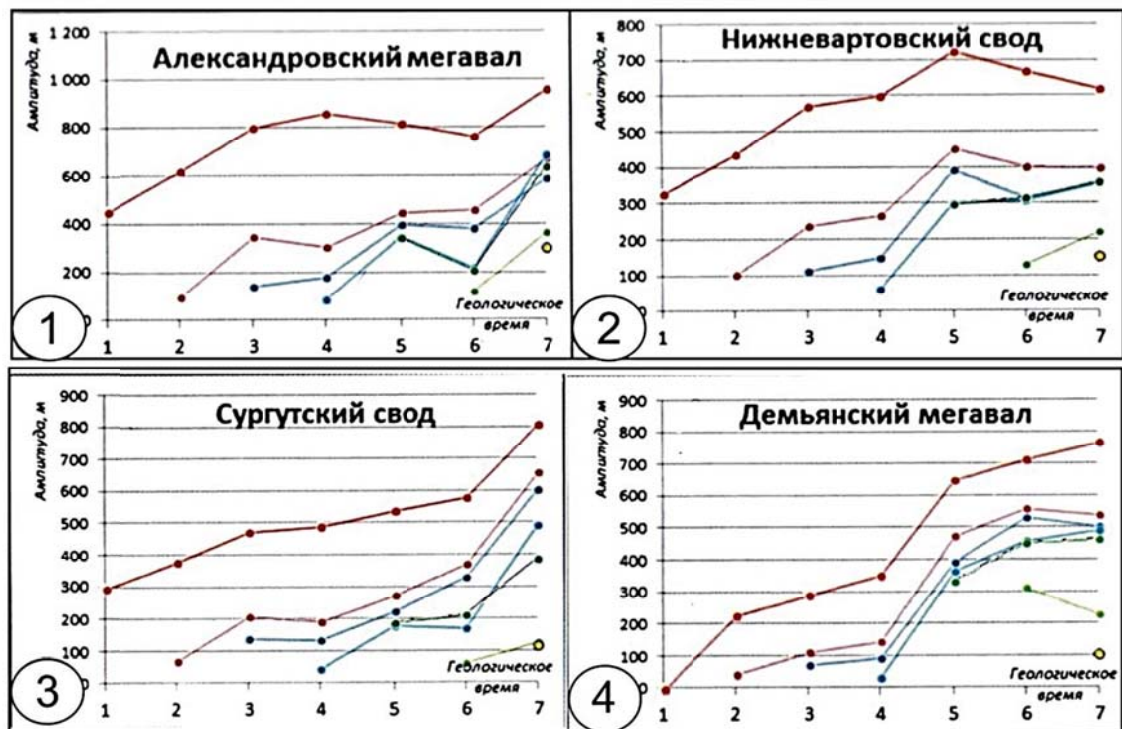 1 200
1 000
800
600
400
200
0
Амплитуда, м
Александровский мегавал
Геологическое
время
1 2 3 4 5 6 7
1
800
700
600
500
400
300
200
100
0
Амплитуда, м
Нижневартовский свод
Геологическое
время
1 2 3 4 5 6 7
2
900
800
700
600
500
400
300
200
100
0
Амплитуда, м
Сургутский свод
Геологическое
время
1 2 3 4 5 6 7
3
900
800
700
600
500
400
300
200
100
0
Амплитуда, м
Демьянский мегавал
Геологическое
время
1 2 3 4 5 6 7
4